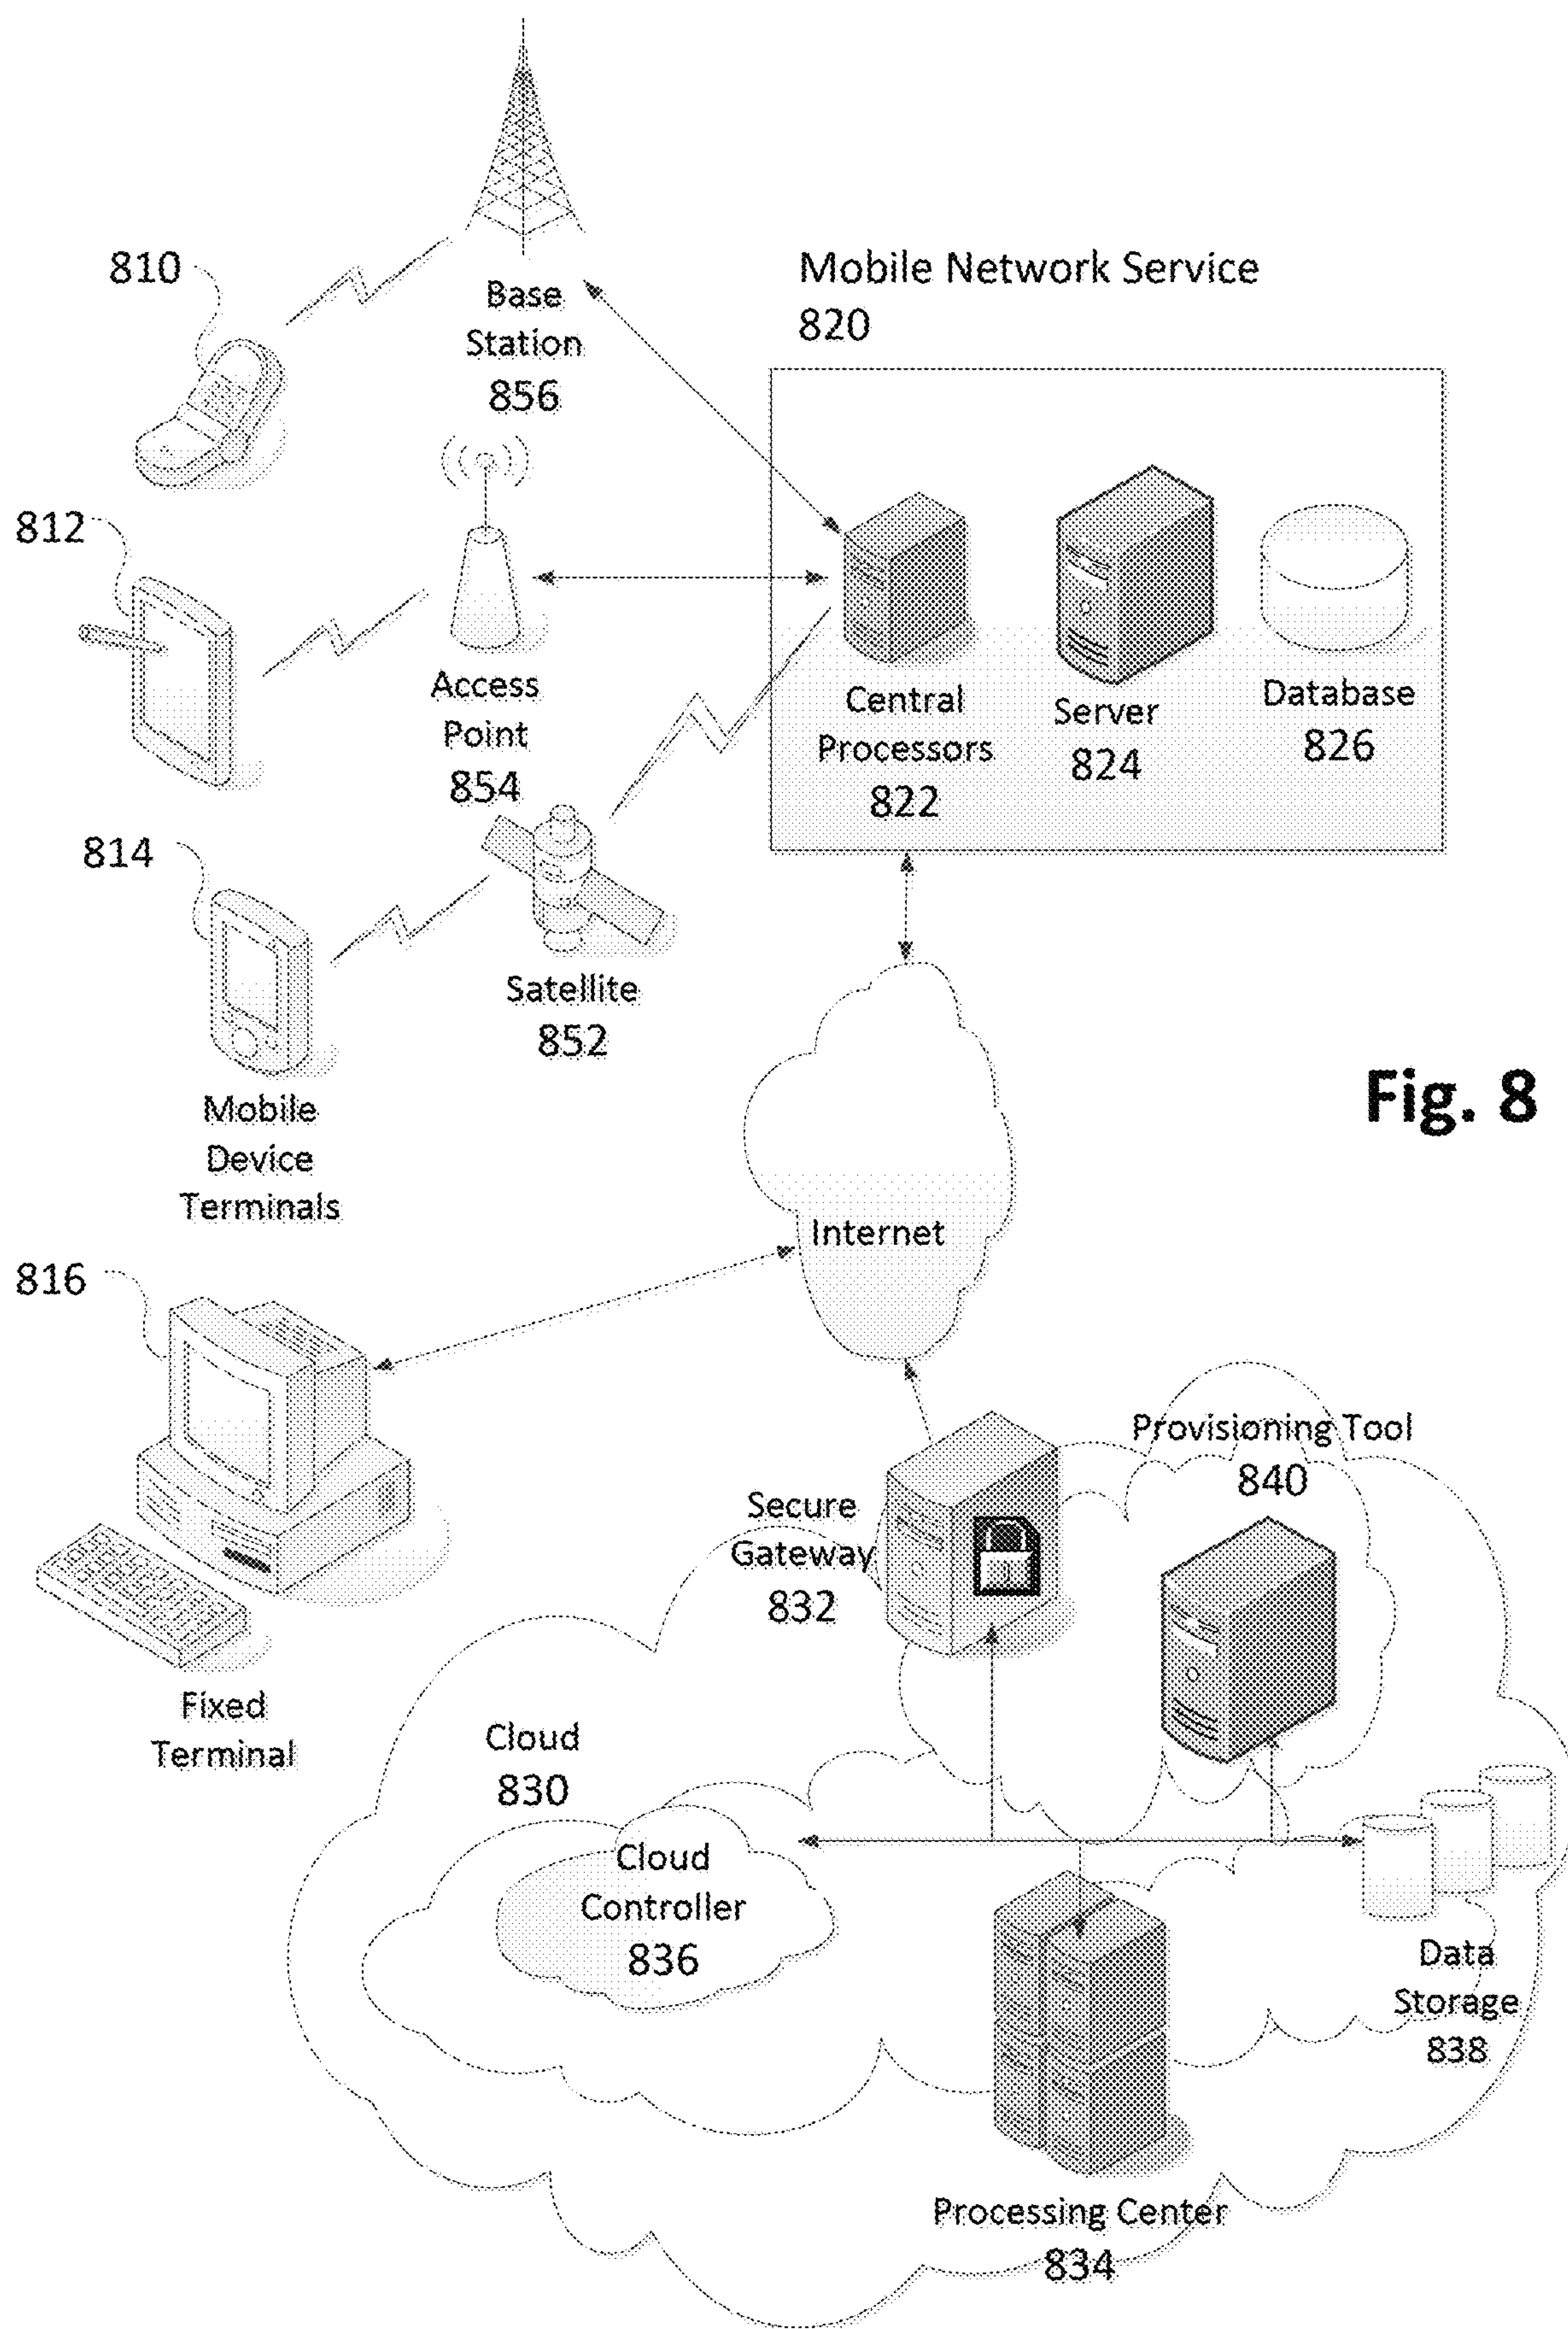 810
Base
Station
856
Mobile Network Service
820
812
Access
Point
854
Central
Processors
822
Server
824
Database
826
814
Satellite
852
Mobile
Device
Terminals
Fig. 8
Internet
816
Fixed
Terminal
Provisioning Tool
840
Secure
Gateway
832
Cloud
830
Cloud
Controller
836
Data
Storage
838
Processing Center
834